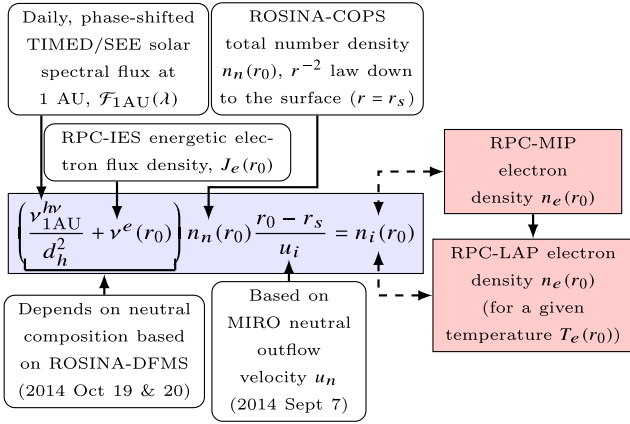 Daily, phase-shifted
TIMED/SEE solar
spectral flux at
1 AU, ℱ₁AU(λ)
ROSINA-COPS
total number density
nₙ(r₀), r⁻² law down
to the surface (r = rₛ)
RPC-IES energetic elec-
tron flux density, Jₑ(r₀)
RPC-MIP
electron
density nₑ(r₀)
(ν^{hν}_{1AU} / d_h^2 + ν^e(r₀)) nₙ(r₀) (r₀ − rₛ) / uᵢ = nᵢ(r₀)
RPC-LAP electron
density nₑ(r₀)
(for a given
temperature Tₑ(r₀))
Depends on neutral
composition based
on ROSINA-DFMS
(2014 Oct 19 & 20)
Based on
MIRO neutral
outflow
velocity uₙ
(2014 Sept 7)